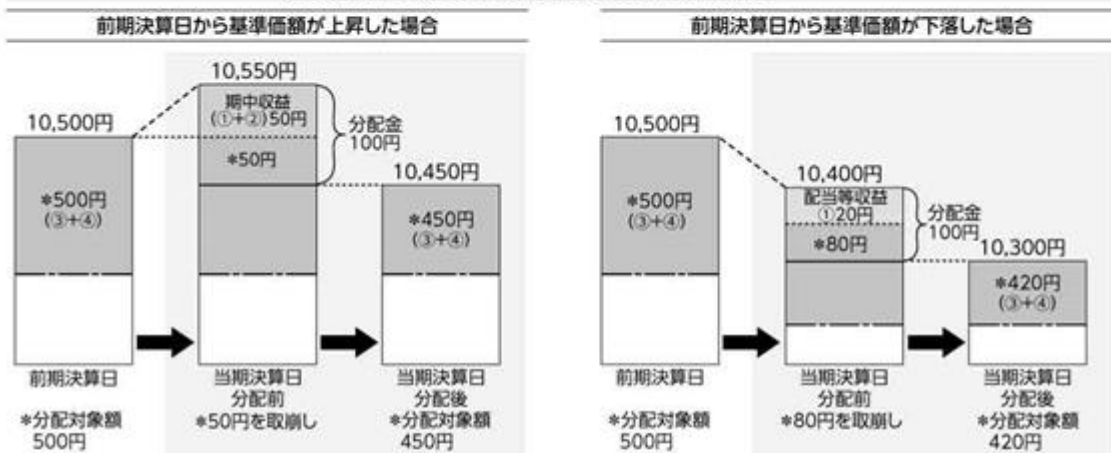 前期決算日から基準価額が上昇した場合
10,550円
期中収益
(①+②)50円
10,500円
分配金
100円
*50円
10,450円
*500円
(③+④)
*450円
(③+④)
前期決算日
当期決算日
分配前
当期決算日
分配後
*分配対象額
500円
*50円を取崩し
*分配対象額
450円
前期決算日から基準価額が下落した場合
10,500円
10,400円
配当等収益
①20円
分配金
100円
*500円
(③+④)
*80円
10,300円
*420円
(③+④)
前期決算日
当期決算日
分配前
当期決算日
分配後
*分配対象額
500円
*80円を取崩し
*分配対象額
420円